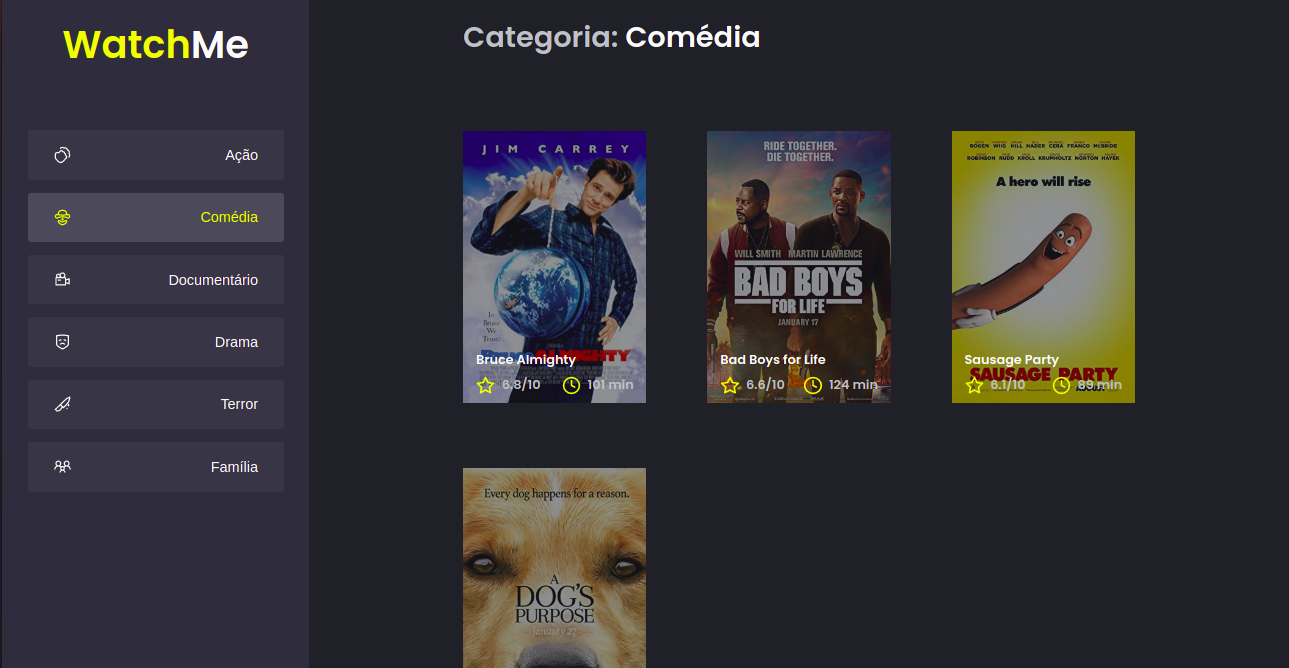 WatchMe
Ação
Comédia
Documentário
Drama
Terror
Família
Categoria: Comédia
JIM CARREY
In
Bruce
We
Trust?
Bruce Almighty
6.8/10 101 min
RIDE TOGETHER.
DIE TOGETHER.
WILL SMITH MARTIN LAWRENCE
BAD BOYS
FOR LIFE
JANUARY 17
Bad Boys for Life
6.6/10 124 min
ROGEN WIIG HILL HADER CERA FRANCO McBRIDE
ROBINSON RUDD KROLL KRUMHOLTZ NORTON HAYEK
A hero will rise
Sausage Party
SAUSAGE PARTY
6.1/10 89 min
Every dog happens for a reason.
A
DOG'S
PURPOSE
January 27